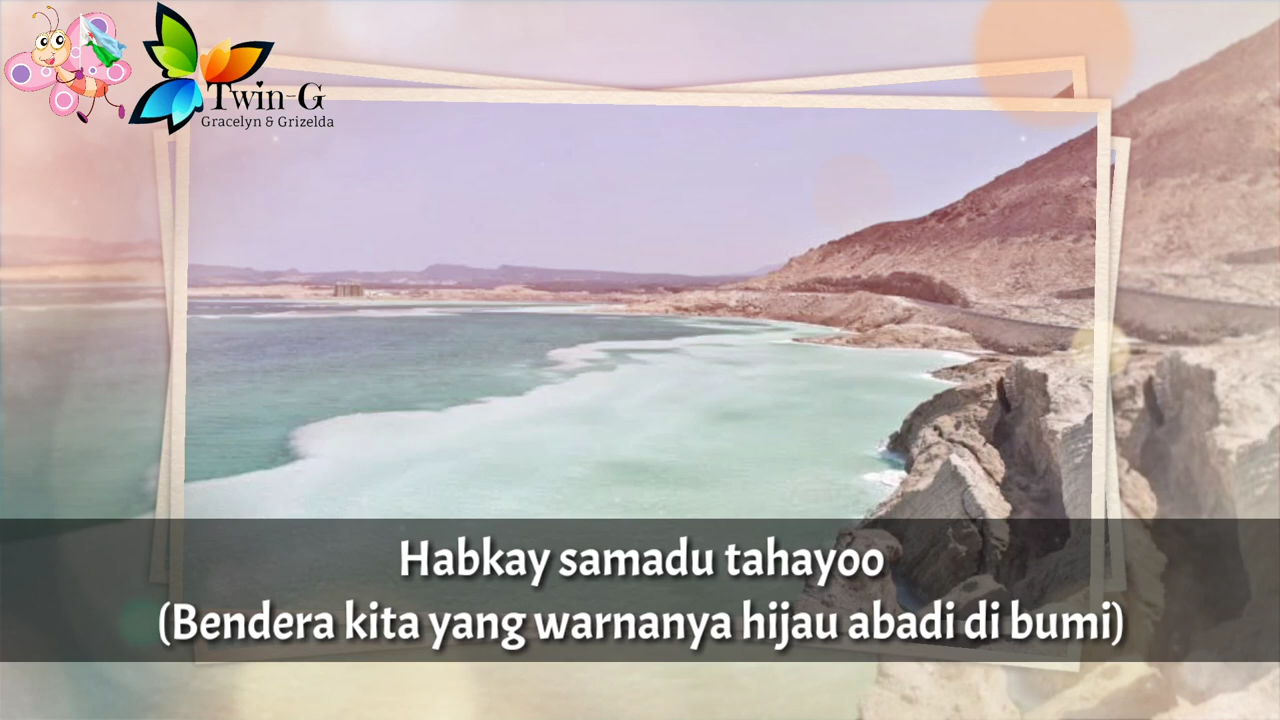 Twin-G
Gracelyn & Grizelda
Habkay samadu tahayoo
(Bendera kita yang warnanya hijau abadi di bumi)